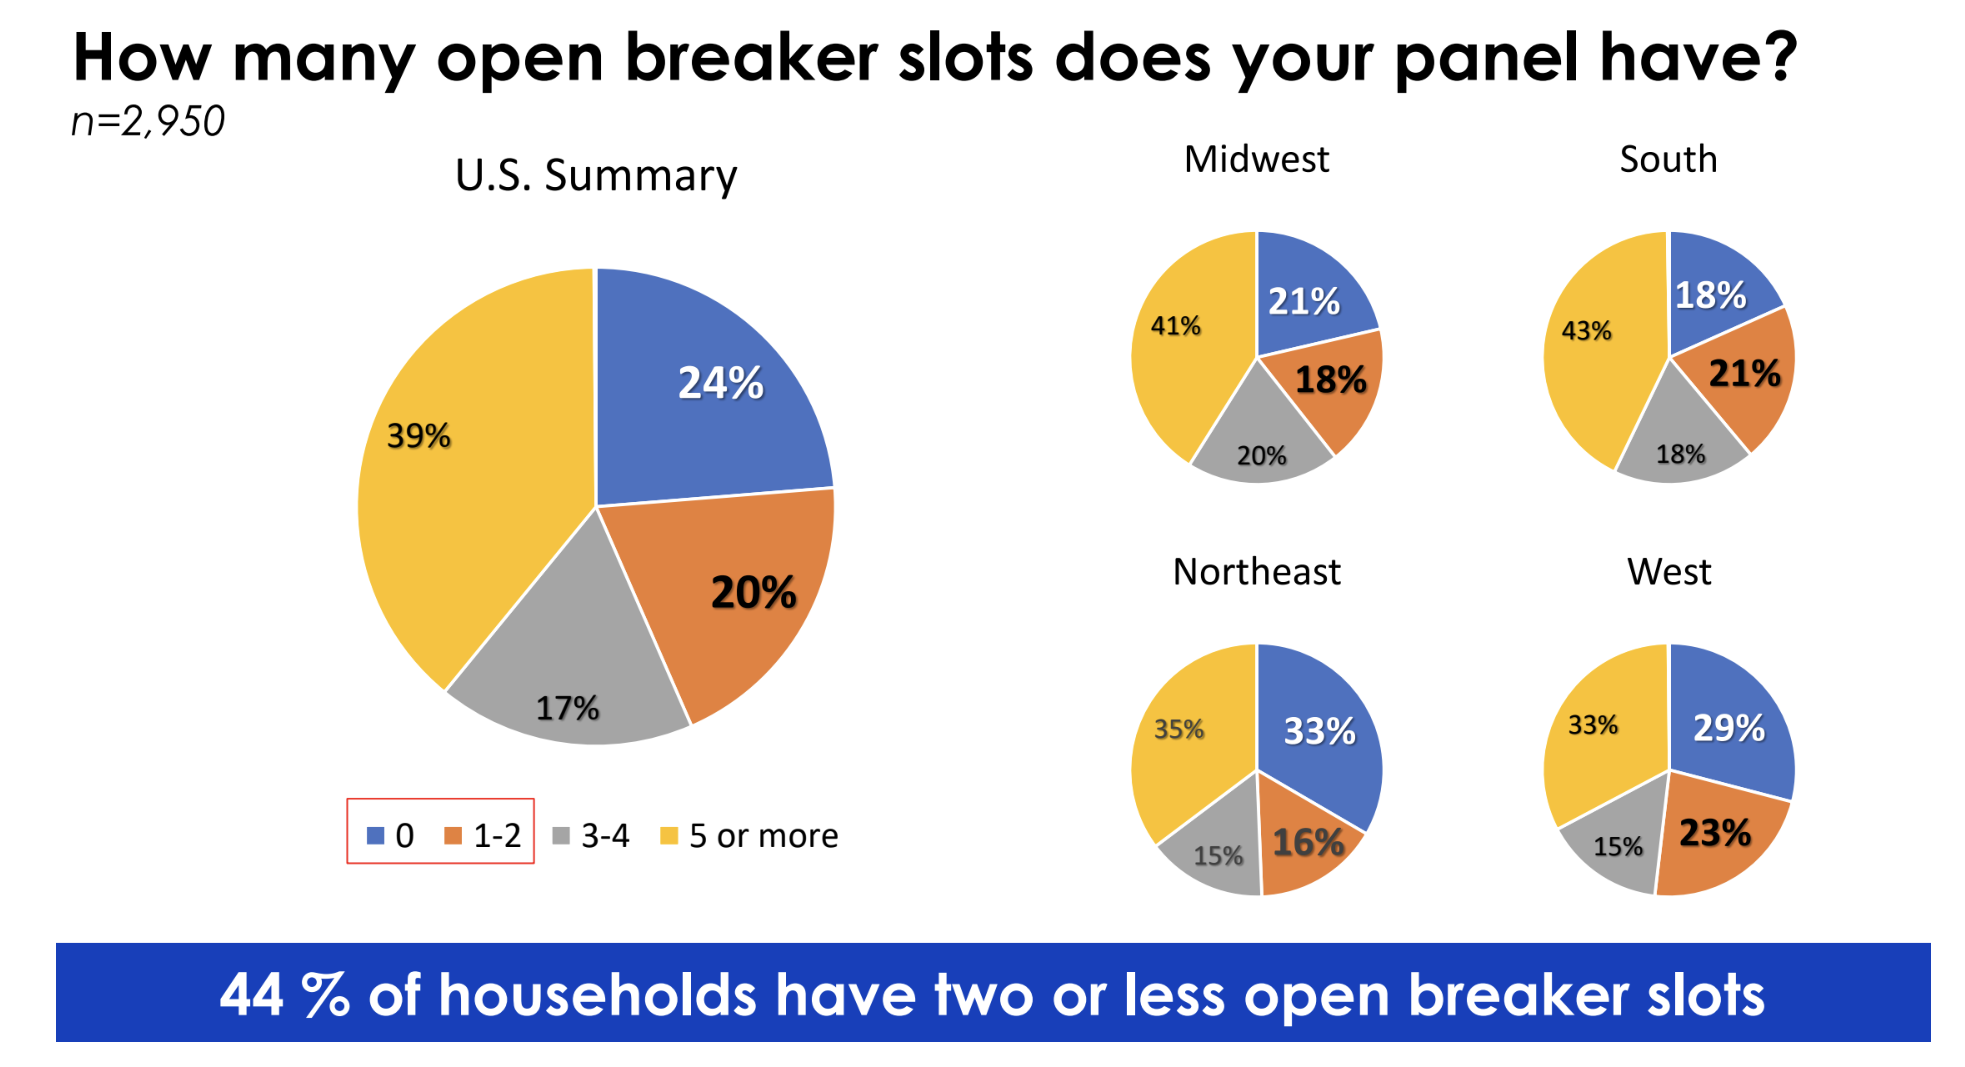 How many open breaker slots does your panel have?
n=2,950
U.S. Summary
24%
20%
17%
39%
0 1-2 3-4 5 or more
Midwest
21%
18%
20%
41%
South
18%
21%
18%
43%
Northeast
33%
16%
15%
35%
West
29%
23%
15%
33%
44 % of households have two or less open breaker slots